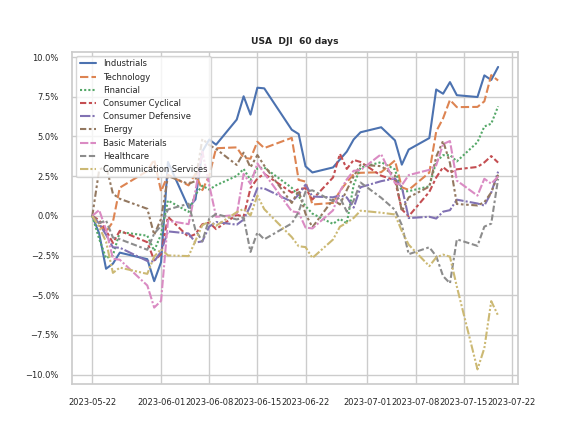 USA DJI 60 days
10.0%
7.5%
5.0%
2.5%
0.0%
−2.5%
−5.0%
−7.5%
−10.0%
Industrials
Technology
Financial
Consumer Cyclical
Consumer Defensive
Energy
Basic Materials
Healthcare
Communication Services
2023-05-22 2023-06-01 2023-06-08 2023-06-15 2023-06-22 2023-07-01 2023-07-08 2023-07-15 2023-07-22